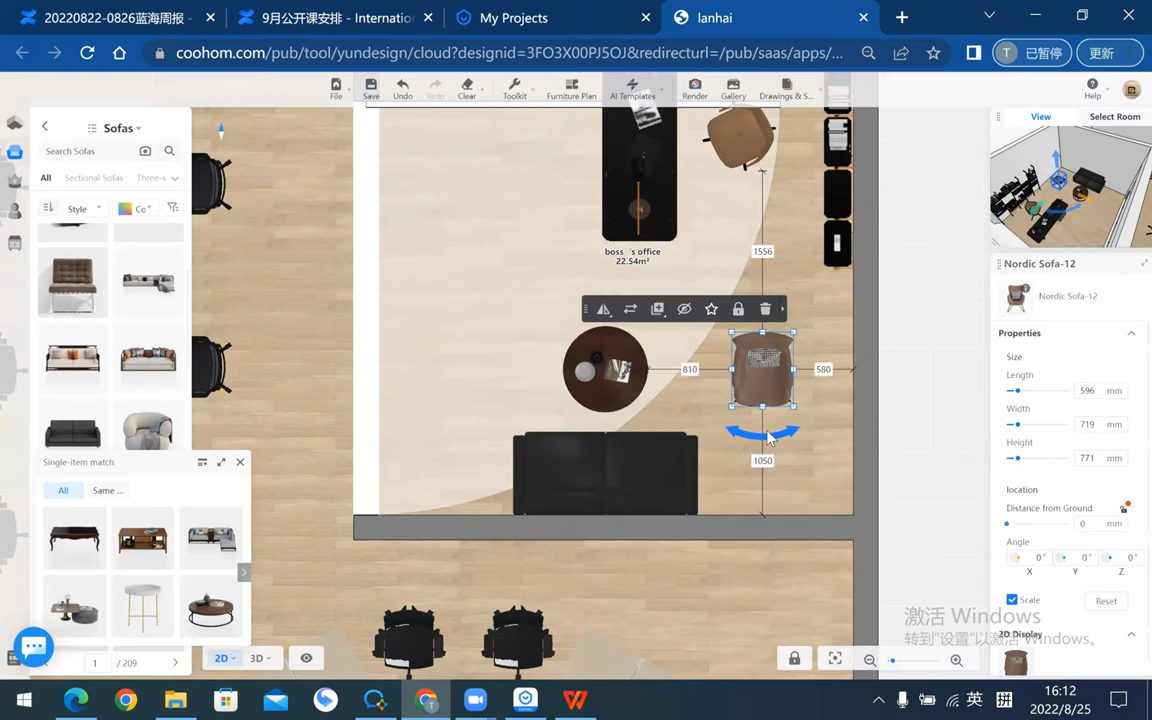 20220822-0826蓝海周报 -
9月公开课安排 - Internatio
My Projects
lanhai
coohom.com/pub/tool/yundesign/cloud?designid=3FO3X00PJ5OJ&redirecturl=/pub/saas/apps/...
T 已暂停
更新
File
Save
Undo
Redo
Clear
Toolkit
Furniture Plan
AI Templates
Render
Gallery
Drawings & S...
Help
Sofas
Search Sofas
All Sectional Sofas Three-s
Style
Co
Single-item match
All Same ...
1 / 209
2D
3D
boss 's office
22.54m²
1556
810
580
1050
View
Select Room
Nordic Sofa-12
Nordic Sofa-12
Properties
Size
Length
596 mm
Width
719 mm
Height
771 mm
location
Distance from Ground
0 mm
Angle
0° 0° 0°
X Y Z
Scale
Reset
2D Display
激活 Windows
转到"设置"以激活 Windows。
英
拼
16:12
2022/8/25